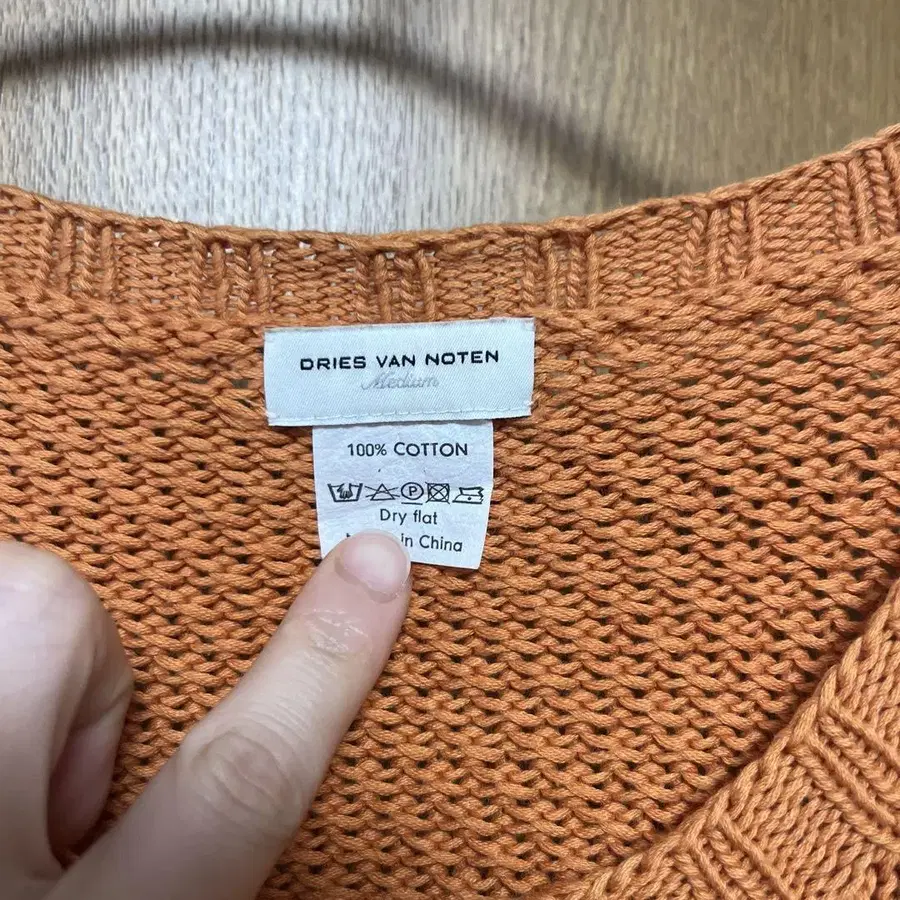 DRIES VAN NOTEN
Medium
100% COTTON
P
Dry flat
in China